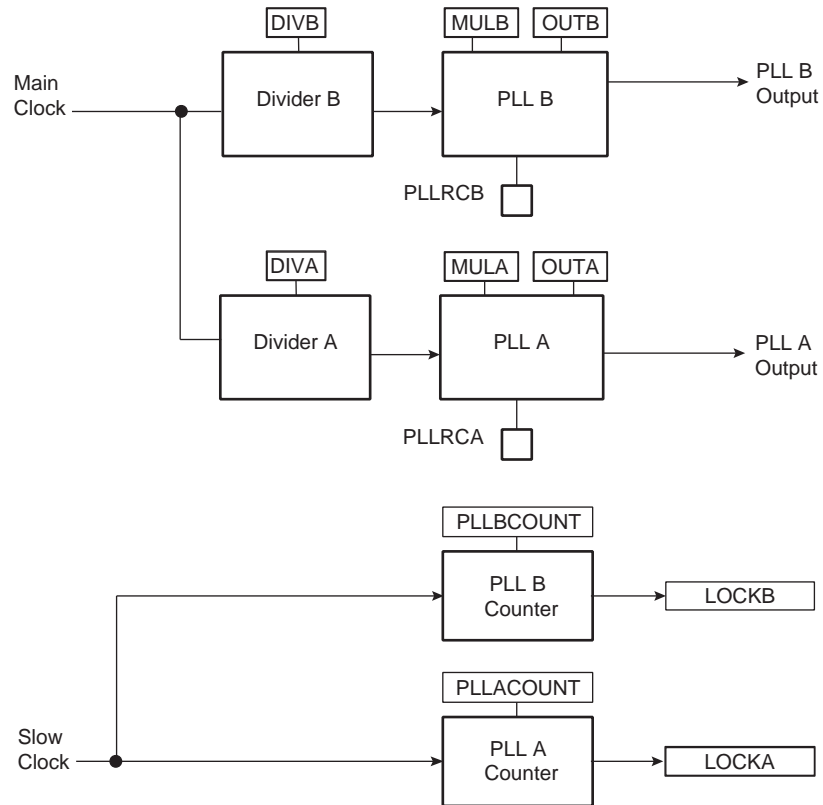 DIVB
MULB
OUTB
Main
Clock
Divider B
PLL B
PLL B
Output
PLLRCB
DIVA
MULA
OUTA
Divider A
PLL A
PLL A
Output
PLLRCA
PLLBCOUNT
PLL B
Counter
LOCKB
PLLACOUNT
Slow
Clock
PLL A
Counter
LOCKA